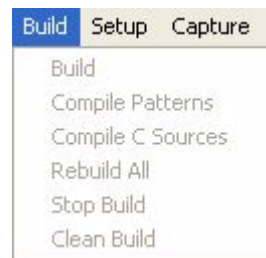 Build Setup Capture
Build
Compile Patterns
Compile C Sources
Rebuild All
Stop Build
Clean Build